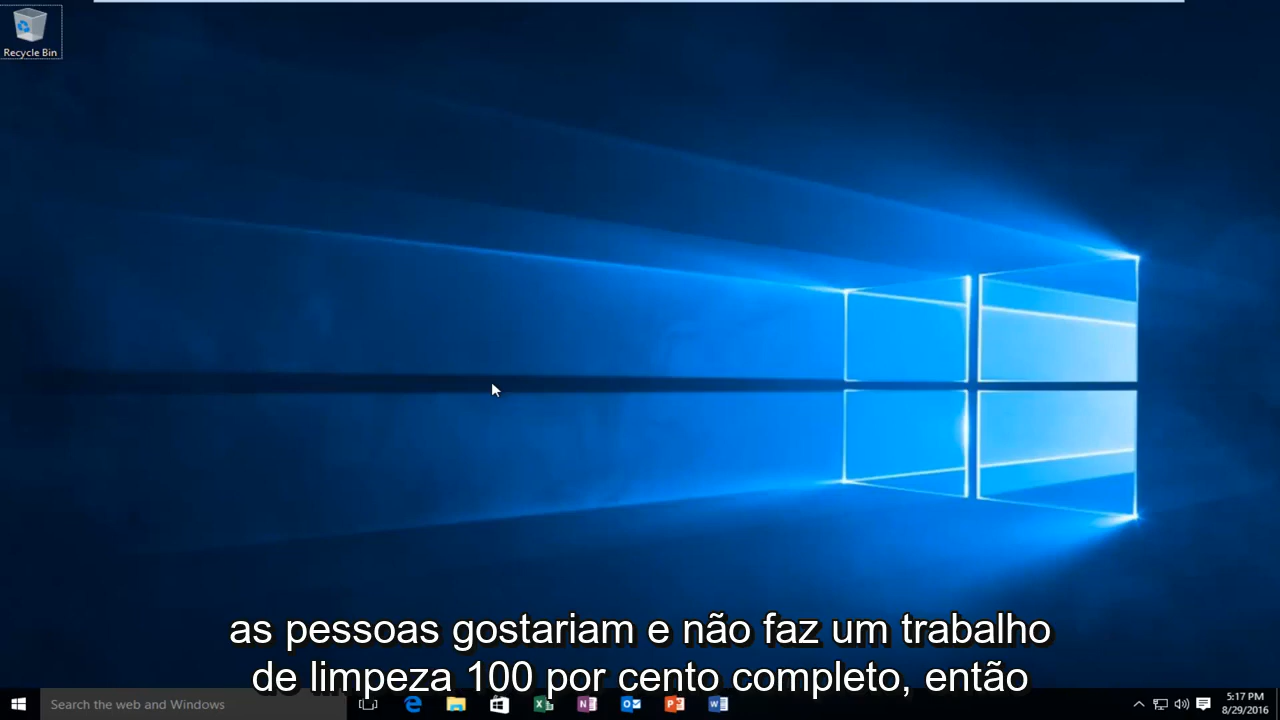 Recycle Bin
as pessoas gostariam e não faz um trabalho
de limpeza 100 por cento completo, então
Search the web and Windows
5:17 PM
8/29/2016